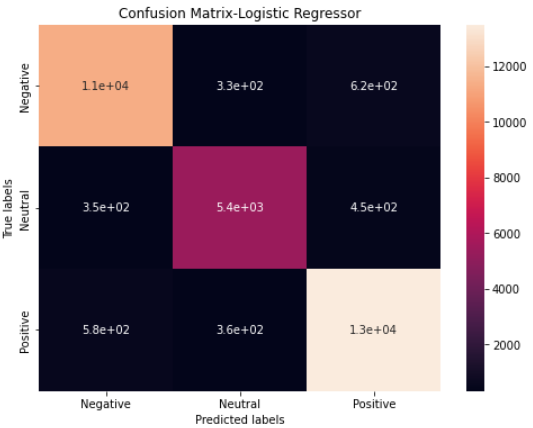 Confusion Matrix-Logistic Regressor
Negative 1.1e+04 3.3e+02 6.2e+02
Neutral 3.5e+02 5.4e+03 4.5e+02
Positive 5.8e+02 3.6e+02 1.3e+04
True labels
Negative Neutral Positive
Predicted labels
12000
10000
8000
6000
4000
2000